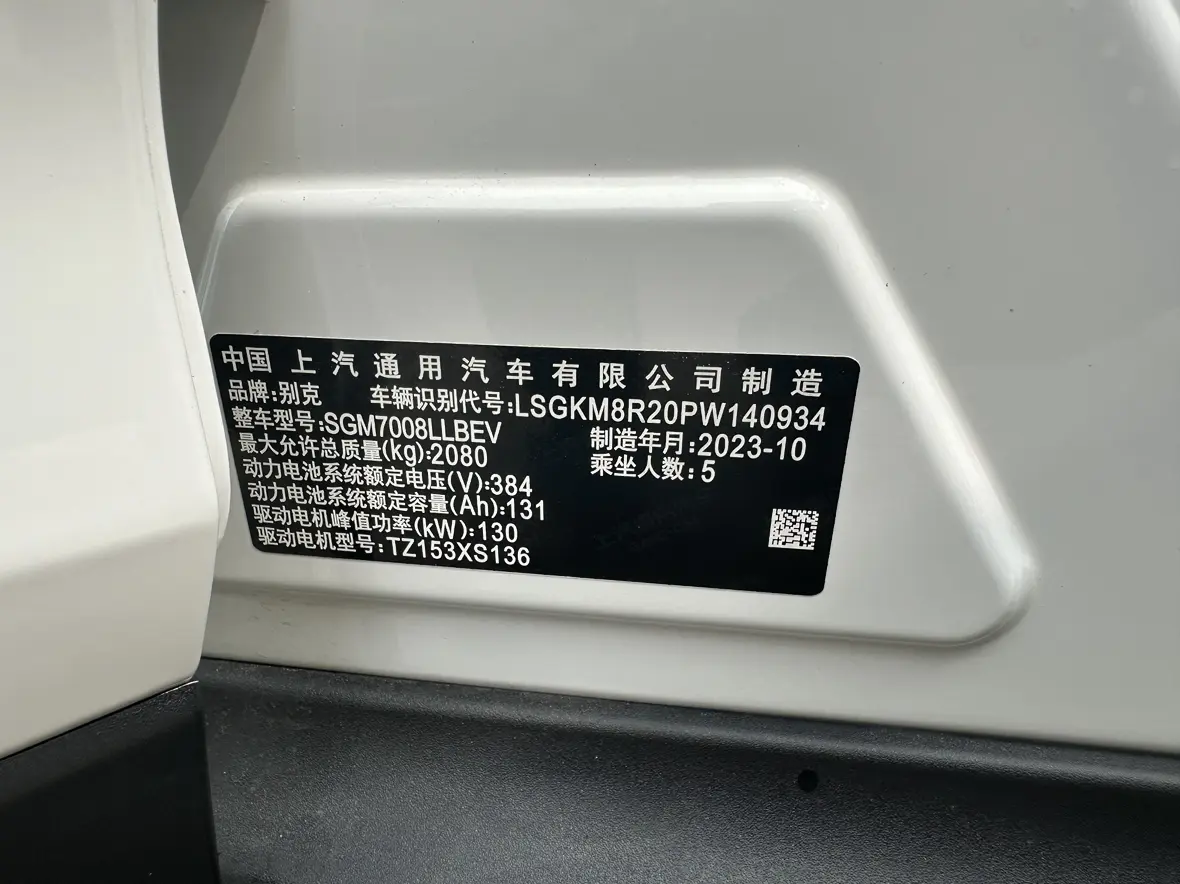 中国上汽通用汽车有限公司制造
品牌:别克 车辆识别代号:LSGKM8R20PW140934
整车型号:SGM7008LLBEV 制造年月:2023-10
最大允许总质量(kg):2080 乘坐人数:5
动力电池系统额定电压(V):384
动力电池系统额定容量(Ah):131
驱动电机峰值功率(kW):130
驱动电机型号:TZ153XS136